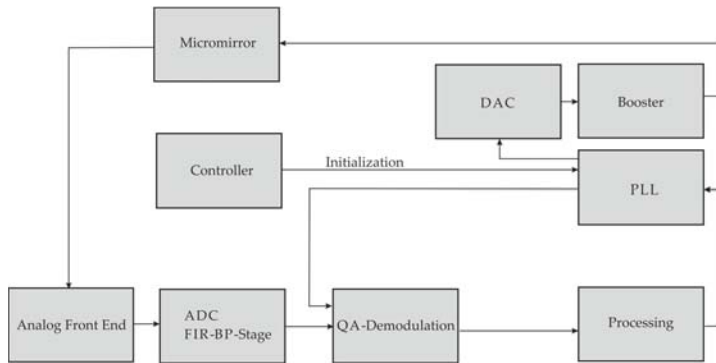 Micromirror
DAC
Booster
Controller
Initialization
PLL
Analog Front End
ADC
FIR-BP-Stage
QA-Demodulation
Processing